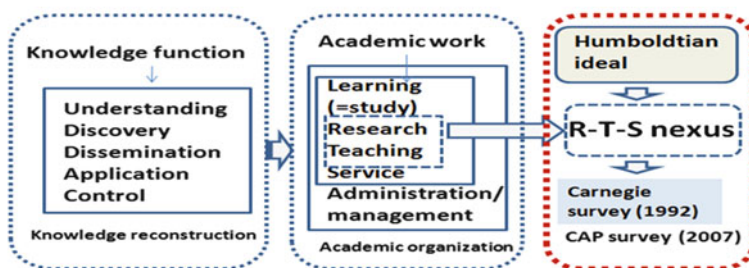 Knowledge function
Understanding
Discovery
Dissemination
Application
Control
Knowledge reconstruction
Academic work
Learning
(=study)
Research
Teaching
Service
Administration/
management
Academic organization
Humboldtian
ideal
R-T-S nexus
Carnegie
survey (1992)
CAP survey (2007)